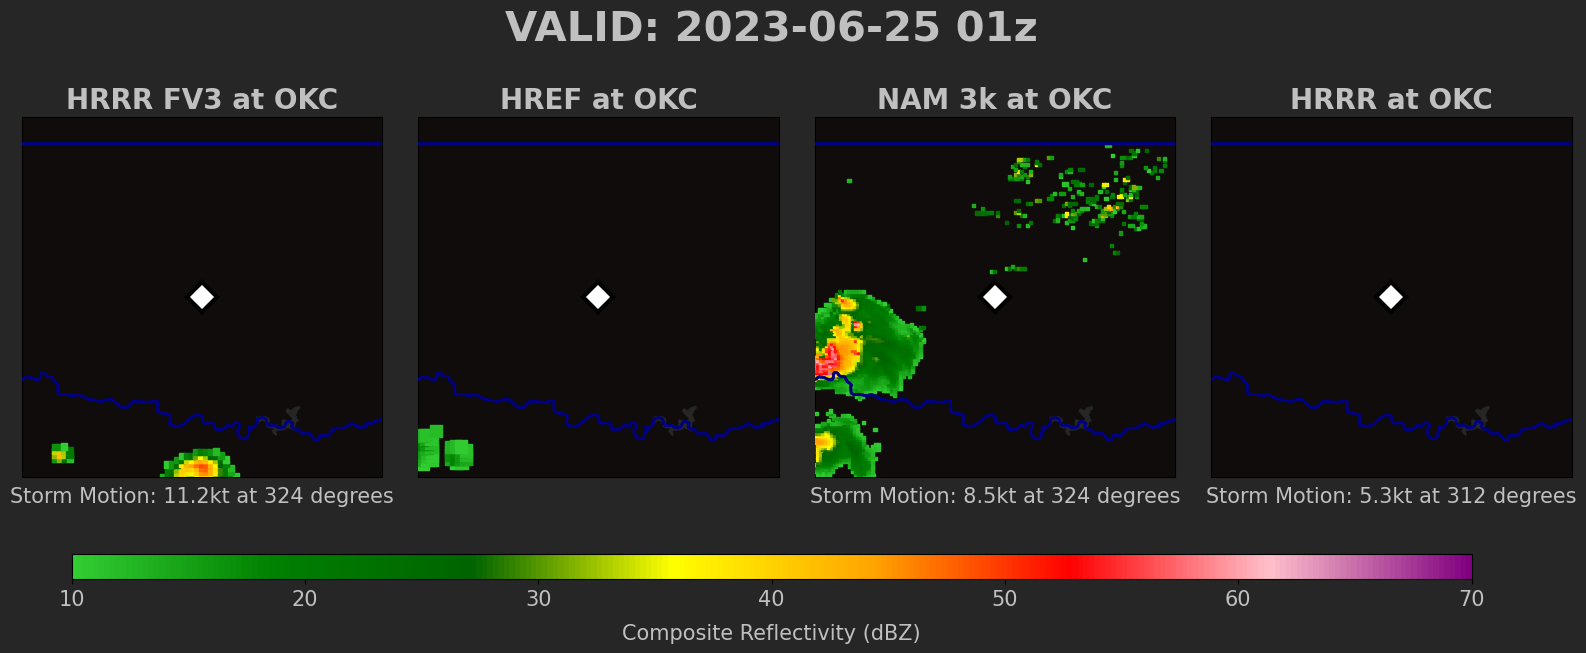 VALID: 2023-06-25 01z
HRRR FV3 at OKC
HREF at OKC
NAM 3k at OKC
HRRR at OKC
Storm Motion: 11.2kt at 324 degrees
Storm Motion: 8.5kt at 324 degrees
Storm Motion: 5.3kt at 312 degrees
10 20 30 40 50 60 70
Composite Reflectivity (dBZ)